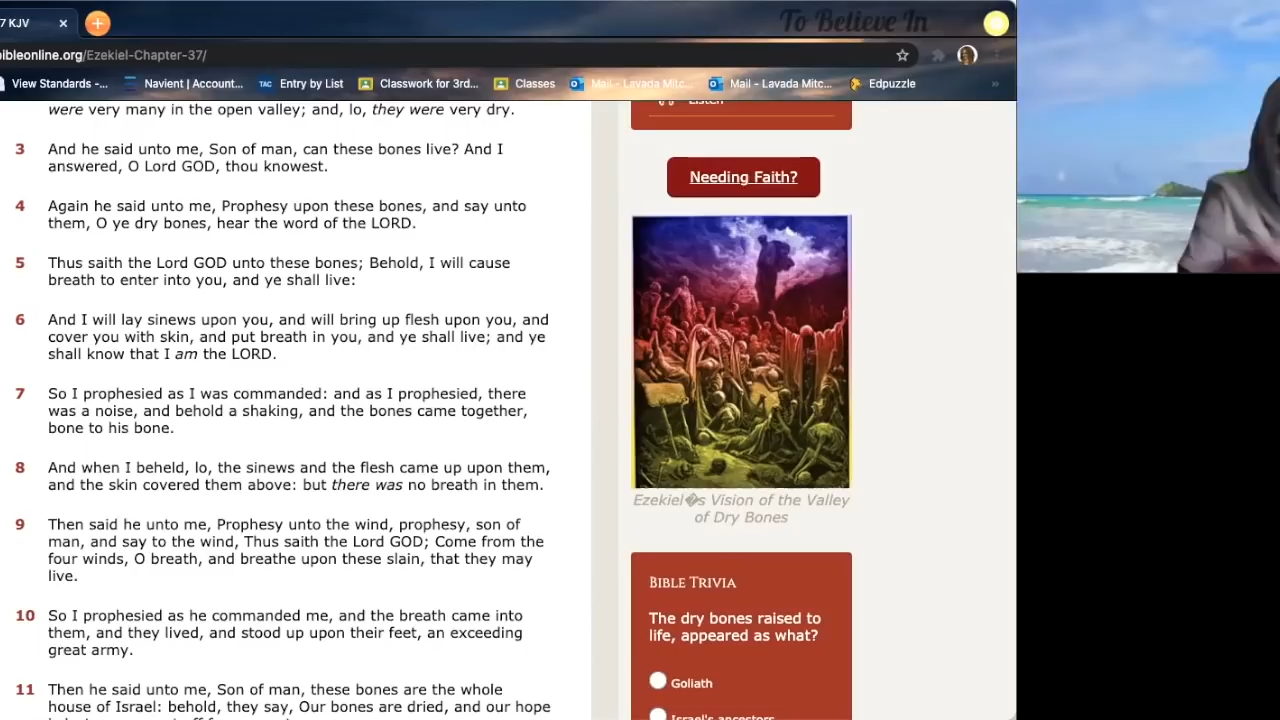 7 KJV
To Believe In
bibleonline.org/Ezekiel-Chapter-37/
View Standards -...
Navient | Account...
TAC Entry by List
Classwork for 3rd...
Classes
Mail - Lavada Mitc...
Mail - Lavada Mitc...
Edpuzzle
were very many in the open valley; and, lo, they were very dry.
3 And he said unto me, Son of man, can these bones live? And I
answered, O Lord GOD, thou knowest.
4 Again he said unto me, Prophesy upon these bones, and say unto
them, O ye dry bones, hear the word of the LORD.
5 Thus saith the Lord GOD unto these bones; Behold, I will cause
breath to enter into you, and ye shall live:
6 And I will lay sinews upon you, and will bring up flesh upon you, and
cover you with skin, and put breath in you, and ye shall live; and ye
shall know that I am the LORD.
7 So I prophesied as I was commanded: and as I prophesied, there
was a noise, and behold a shaking, and the bones came together,
bone to his bone.
8 And when I beheld, lo, the sinews and the flesh came up upon them,
and the skin covered them above: but there was no breath in them.
9 Then said he unto me, Prophesy unto the wind, prophesy, son of
man, and say to the wind, Thus saith the Lord GOD; Come from the
four winds, O breath, and breathe upon these slain, that they may
live.
10 So I prophesied as he commanded me, and the breath came into
them, and they lived, and stood up upon their feet, an exceeding
great army.
11 Then he said unto me, Son of man, these bones are the whole
house of Israel: behold, they say, Our bones are dried, and our hope
Listen
Needing Faith?
Ezekiel�s Vision of the Valley
of Dry Bones
Bible Trivia
The dry bones raised to
life, appeared as what?
Goliath
Israel's ancestors